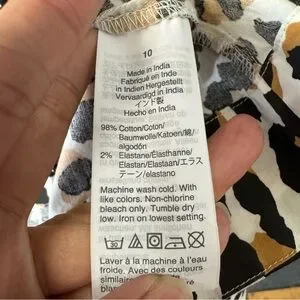 10
Made in India
Fabriqué en Inde
In Indien Hergestellt
Vervaardigd in India
インド製
Hecho en India
98% Cotton/Coton/
Baumwolle/Katoen/綿/
algodón
2% Elastane/Élasthanne/
Elastan/Elastaan/エラス
テーン/elastano
Machine wash cold. With
like colors. Non-chlorine
bleach only. Tumble dry
low. Iron on lowest setting.
30
Laver à la machine à l'eau
froide. Avec des couleurs
similaires